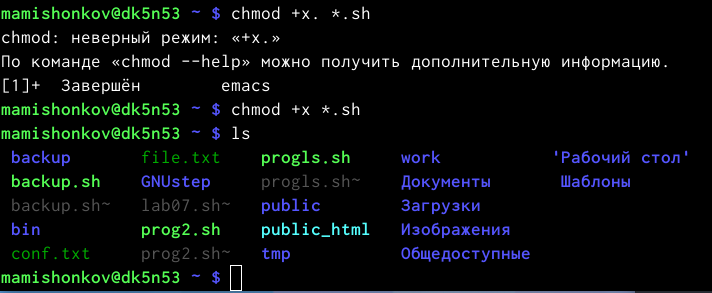 mamishonkov@dk5n53 ~ $ chmod +x. *.sh
chmod: неверный режим: «+x.»
По команде «chmod --help» можно получить дополнительную информацию.
[1]+  Завершён        emacs
mamishonkov@dk5n53 ~ $ chmod +x *.sh
mamishonkov@dk5n53 ~ $ ls
backup       file.txt    progls.sh    work           'Рабочий стол'
backup.sh    GNUstep     progls.sh~   Документы       Шаблоны
backup.sh~   lab07.sh~   public       Загрузки
bin          prog2.sh    public_html  Изображения
conf.txt     prog2.sh~   tmp          Общедоступные
mamishonkov@dk5n53 ~ $